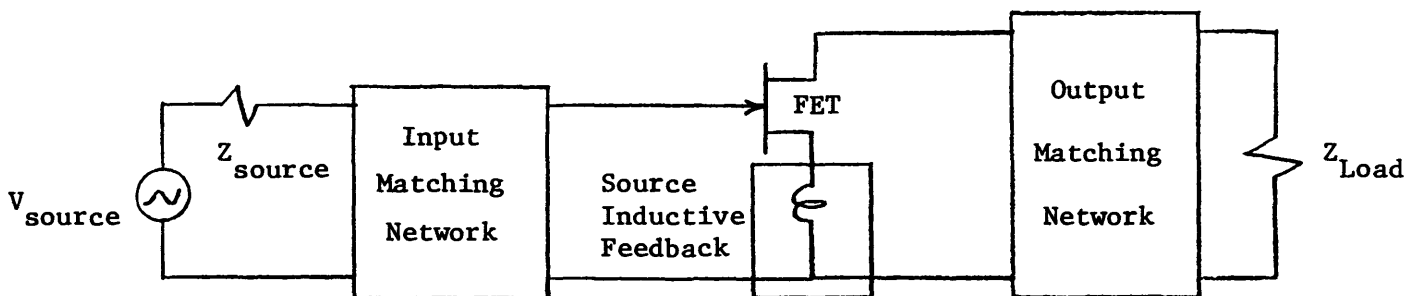 V source
Z source
Input
Matching
Network
Source
Inductive
Feedback
FET
Output
Matching
Network
Z Load